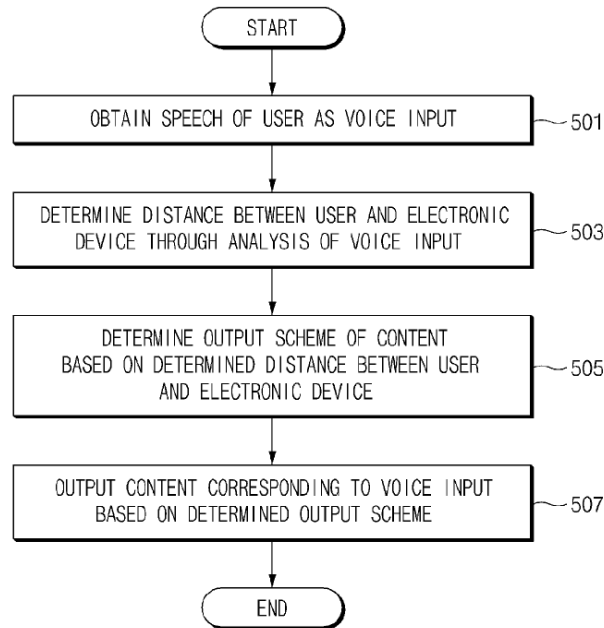 START
OBTAIN SPEECH OF USER AS VOICE INPUT
501
DETERMINE DISTANCE BETWEEN USER AND ELECTRONIC
DEVICE THROUGH ANALYSIS OF VOICE INPUT
503
DETERMINE OUTPUT SCHEME OF CONTENT
BASED ON DETERMINED DISTANCE BETWEEN USER
AND ELECTRONIC DEVICE
505
OUTPUT CONTENT CORRESPONDING TO VOICE INPUT
BASED ON DETERMINED OUTPUT SCHEME
507
END